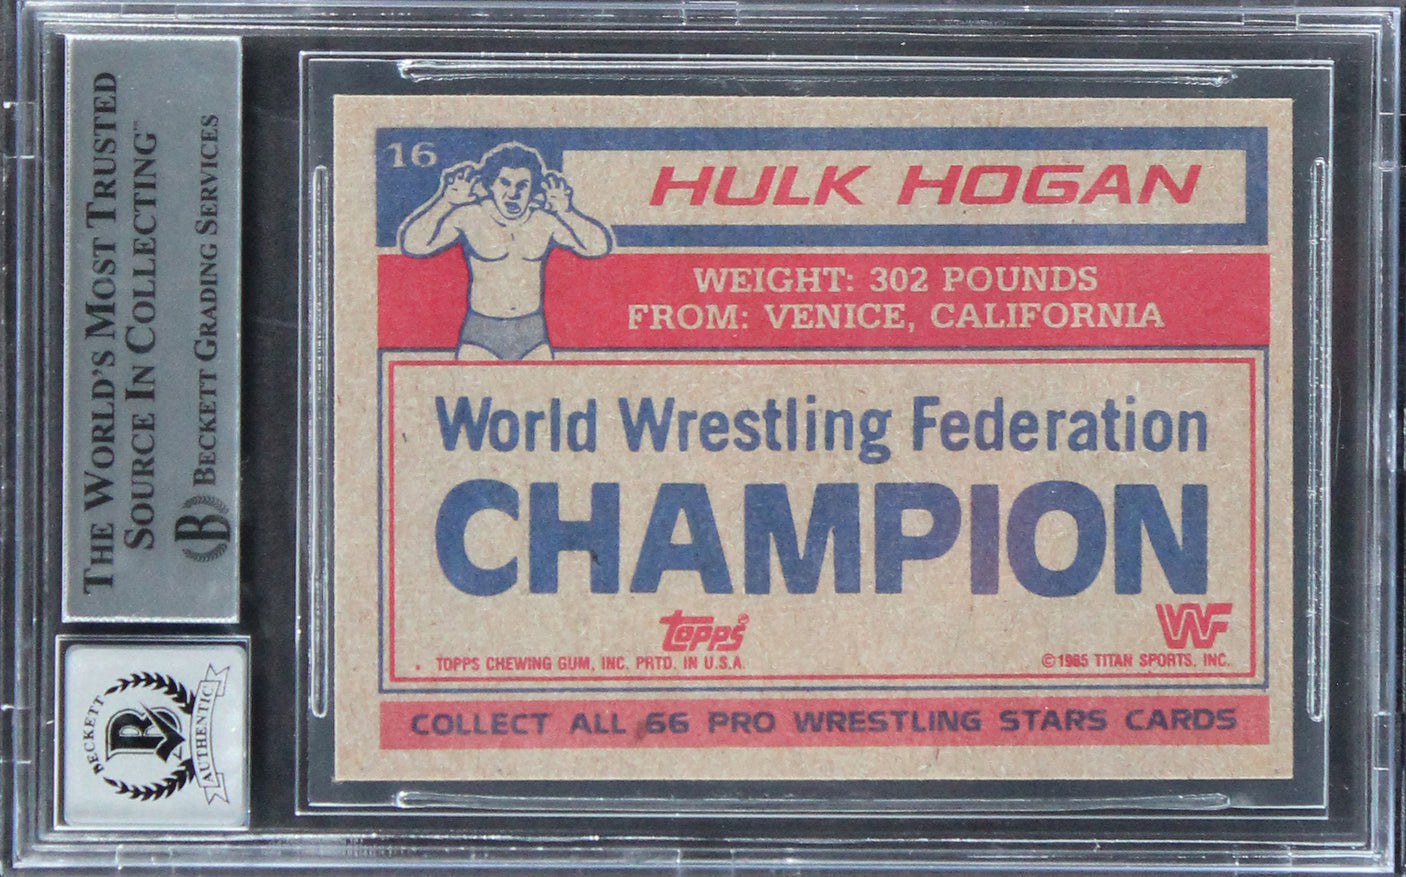 THE WORLD'S MOST TRUSTED
SOURCE IN COLLECTING™
BECKETT GRADING SERVICES
B
BECKETT
B
AUTHENTIC
16
HULK HOGAN
WEIGHT: 302 POUNDS
FROM: VENICE, CALIFORNIA
World Wrestling Federation
CHAMPION
topps®
WF
TOPPS CHEWING GUM, INC. PRTD. IN U.S.A.
©1985 TITAN SPORTS, INC.
COLLECT ALL 66 PRO WRESTLING STARS CARDS